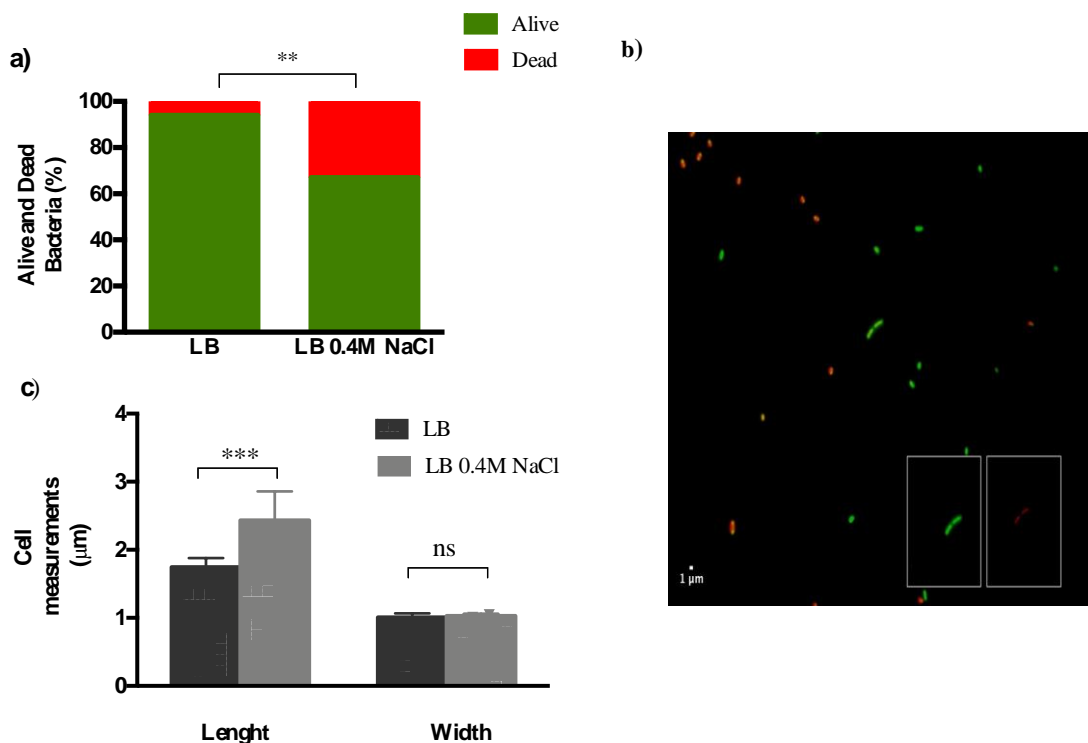 a)
Alive
Dead
**
Alive and Dead
Bacteria (%)
100
80
60
40
20
0
LB
LB 0.4M NaCl
b)
1 µm
c)
LB
LB 0.4M NaCl
Cell
measurements
(µm)
4
3
2
1
0
***
ns
Lenght
Width